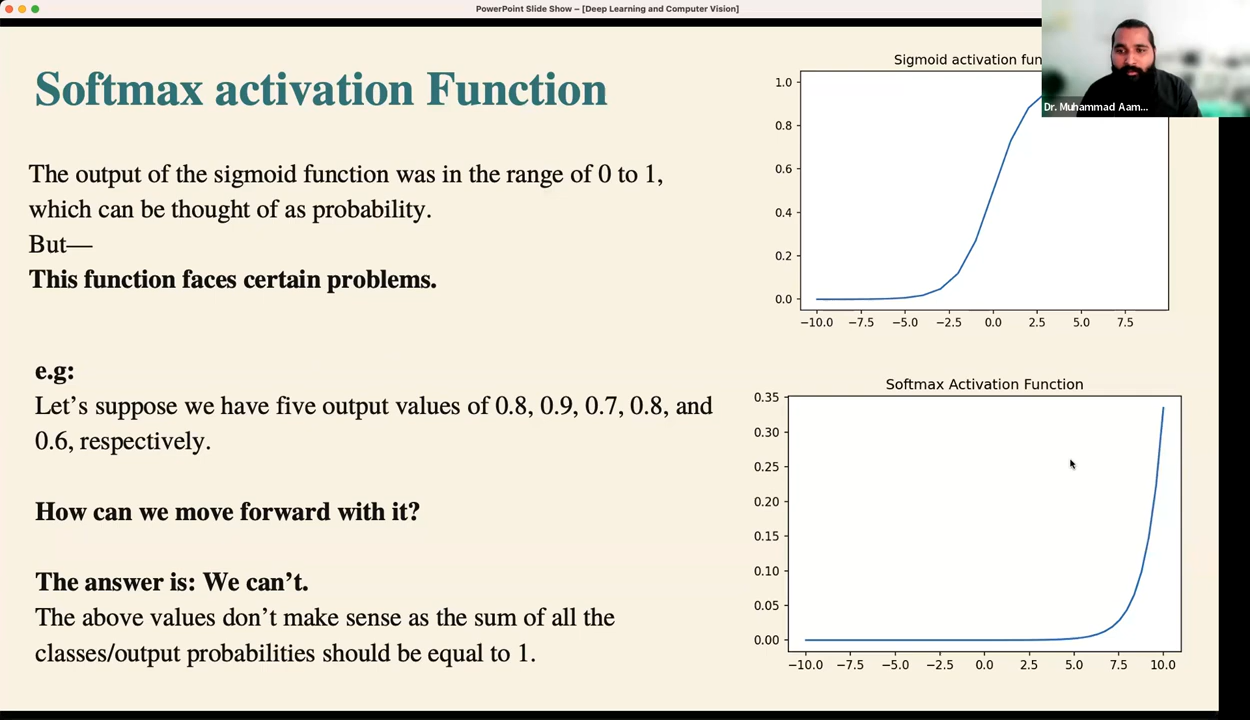 PowerPoint Slide Show – [Deep Learning and Computer Vision]
Softmax activation Function
The output of the sigmoid function was in the range of 0 to 1,
which can be thought of as probability.
But—
This function faces certain problems.
e.g:
Let’s suppose we have five output values of 0.8, 0.9, 0.7, 0.8, and
0.6, respectively.
How can we move forward with it?
The answer is: We can’t.
The above values don’t make sense as the sum of all the
classes/output probabilities should be equal to 1.
Sigmoid activation fun
1.0
0.8
0.6
0.4
0.2
0.0
−10.0 −7.5 −5.0 −2.5 0.0 2.5 5.0 7.5
Dr. Muhammad Aam...
Softmax Activation Function
0.35
0.30
0.25
0.20
0.15
0.10
0.05
0.00
−10.0 −7.5 −5.0 −2.5 0.0 2.5 5.0 7.5 10.0